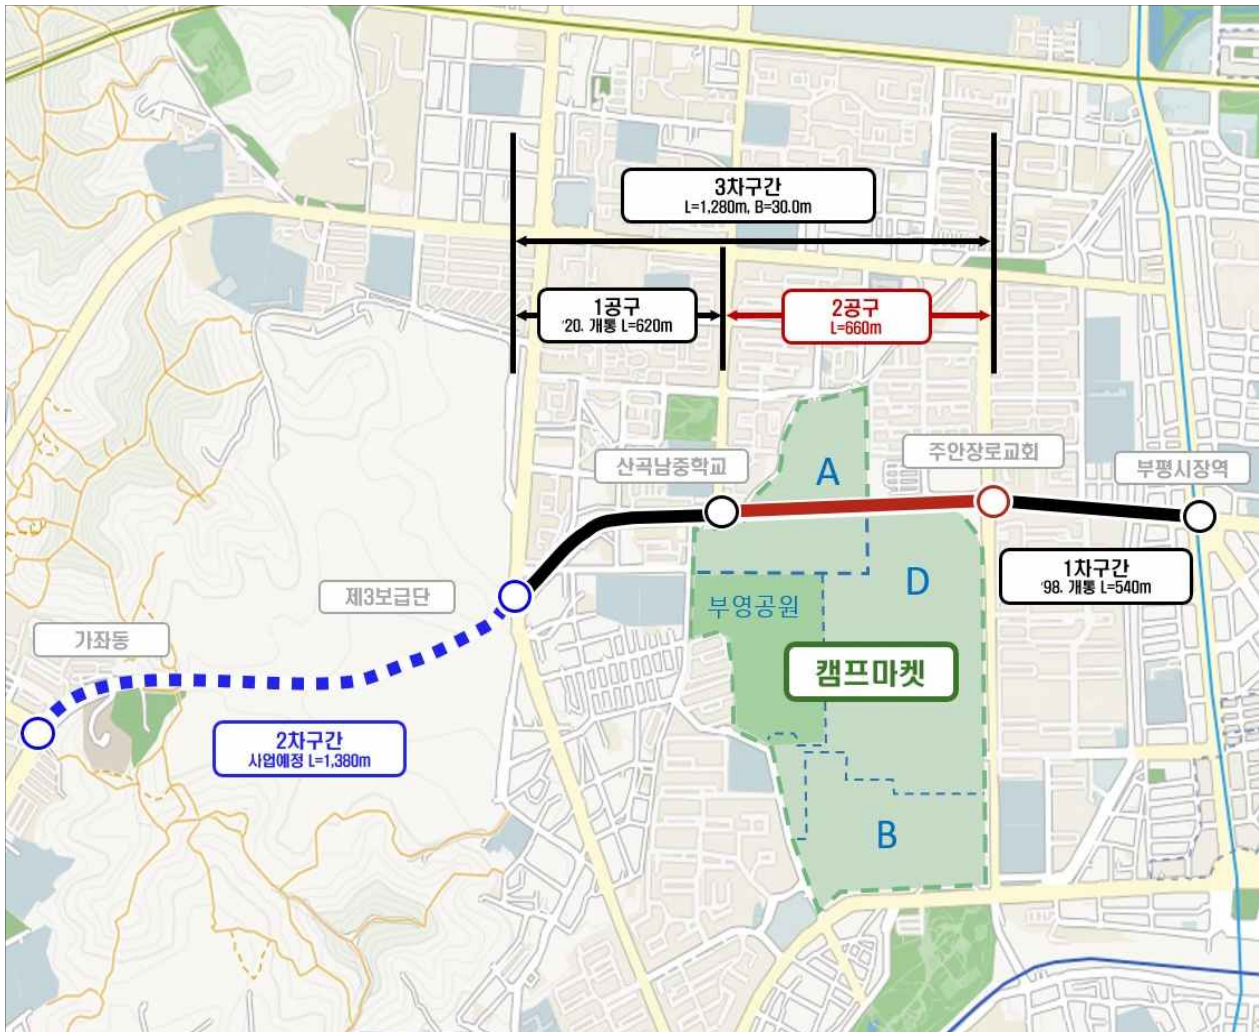 3차구간
L=1,280m, B=30.0m
1공구
'20. 개통 L=620m
2공구
L=660m
산곡남중학교
A
주안장로교회
부평시장역
1차구간
'98. 개통 L=540m
D
제3보급단
부영공원
가좌동
캠프마켓
2차구간
사업예정 L=1,380m
B